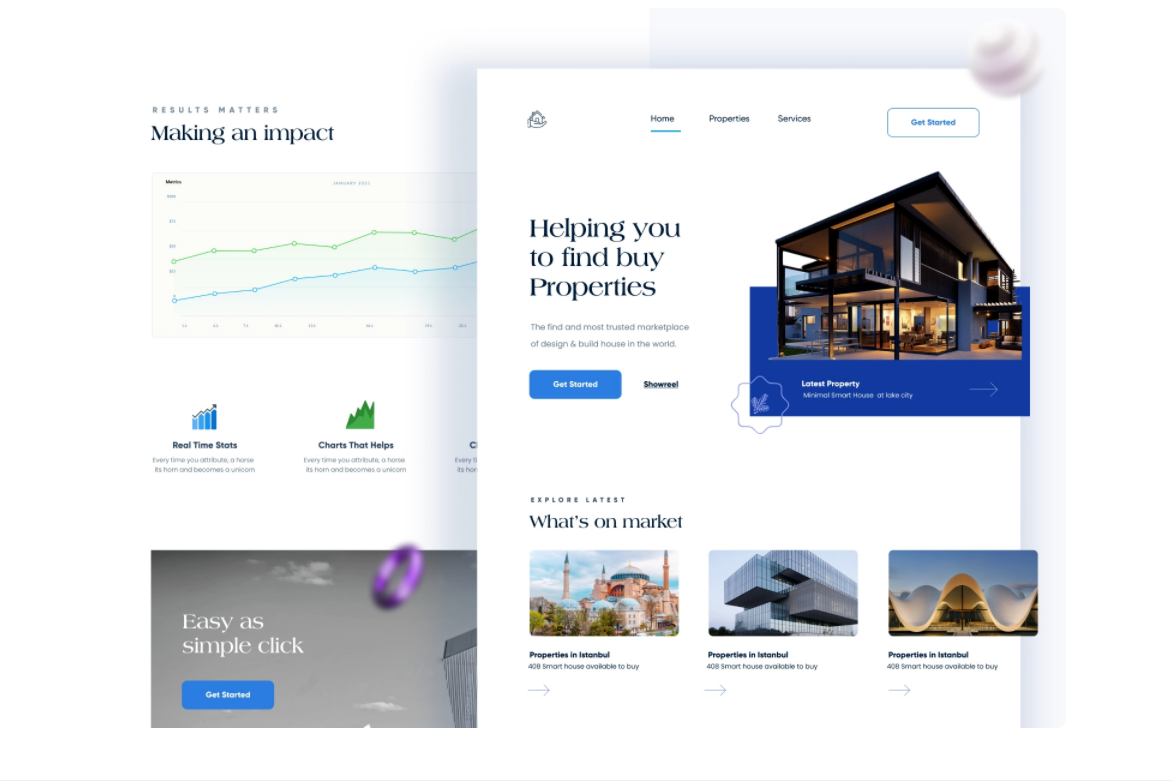 RESULTS MATTERS
Making an impact
Metrics
JANUARY 2021
Real Time Stats
Every time you attribute, a horse
its horn and becomes a unicorn
Charts That Helps
Every time you attribute, a horse
its horn and becomes a unicorn
Easy as
simple click
Get Started
Home
Properties
Services
Get Started
Helping you
to find buy
Properties
The find and most trusted marketplace
of design & build house in the world.
Get Started
Showreel
Latest Property
Minimal Smart House at lake city
EXPLORE LATEST
What's on market
Properties in Istanbul
408 Smart house available to buy
Properties in Istanbul
408 Smart house available to buy
Properties in Istanbul
408 Smart house available to buy